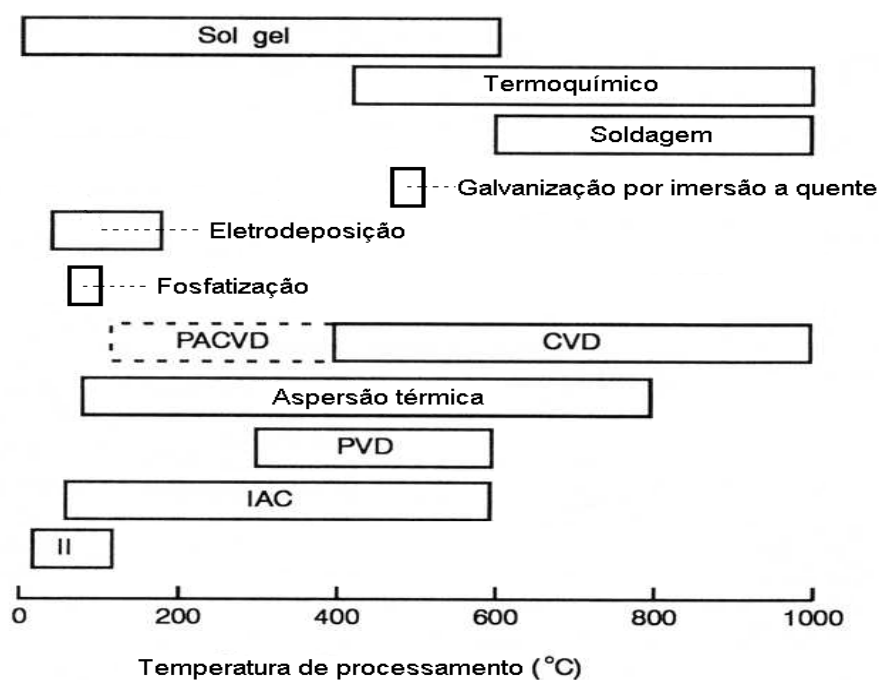 Sol gel
Termoquímico
Soldagem
Galvanização por imersão a quente
Eletrodeposição
Fosfatização
PACVD CVD
Aspersão térmica
PVD
IAC
II
0 200 400 600 800 1000
Temperatura de processamento (°C)